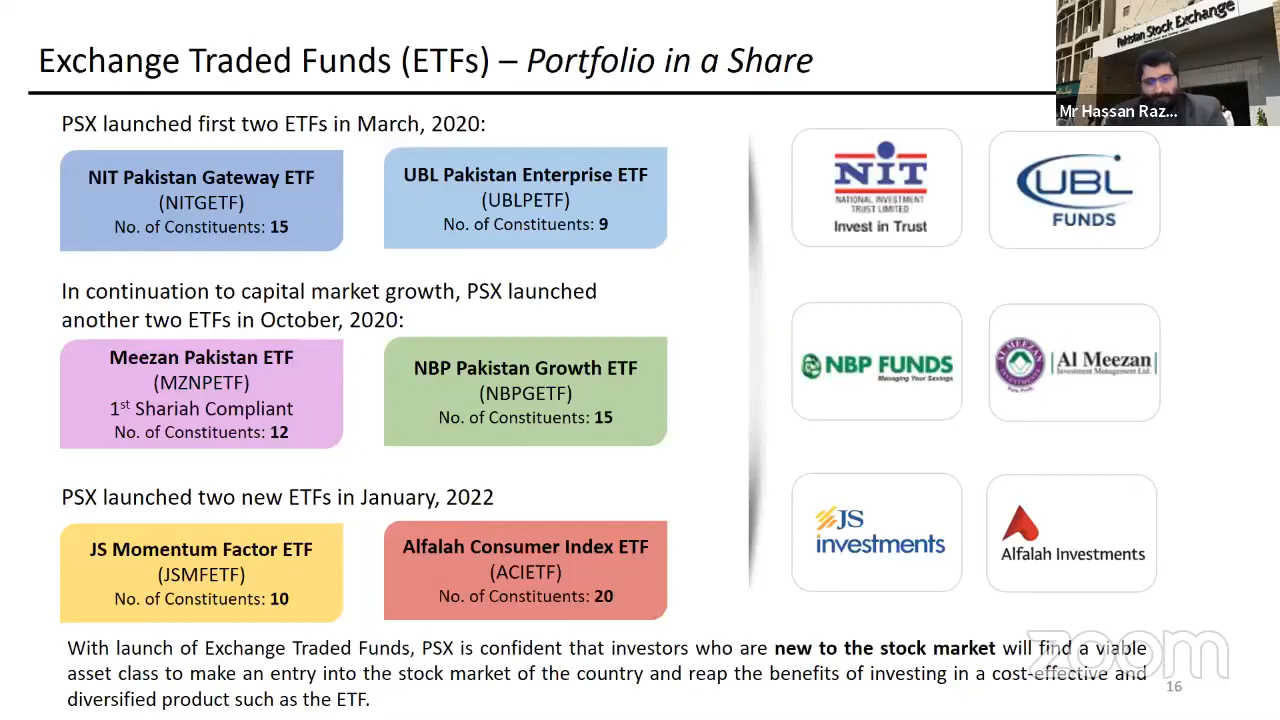 Exchange Traded Funds (ETFs) – Portfolio in a Share
Pakistan Stock Exchange
Mr Hassan Raz...
PSX launched first two ETFs in March, 2020:
NIT Pakistan Gateway ETF
(NITGETF)
No. of Constituents: 15
UBL Pakistan Enterprise ETF
(UBLPETF)
No. of Constituents: 9
NIT
NATIONAL INVESTMENT
TRUST LIMITED
Invest in Trust
UBL
FUNDS
In continuation to capital market growth, PSX launched
another two ETFs in October, 2020:
Meezan Pakistan ETF
(MZNPETF)
1st Shariah Compliant
No. of Constituents: 12
NBP Pakistan Growth ETF
(NBPGETF)
No. of Constituents: 15
NBP FUNDS
Managing Your Savings
AL MEEZAN
INVESTMENTS
Al Meezan
Investment Management Ltd.
PSX launched two new ETFs in January, 2022
JS Momentum Factor ETF
(JSMFETF)
No. of Constituents: 10
Alfalah Consumer Index ETF
(ACIETF)
No. of Constituents: 20
JS
investments
Alfalah Investments
With launch of Exchange Traded Funds, PSX is confident that investors who are new to the stock market will find a viable
asset class to make an entry into the stock market of the country and reap the benefits of investing in a cost-effective and
diversified product such as the ETF.
zoom
16